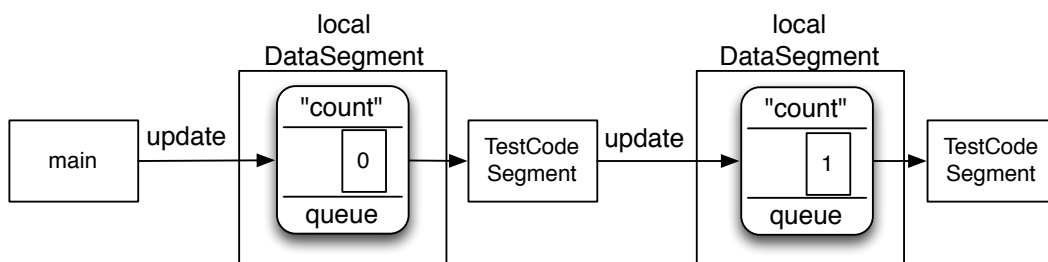 local
DataSegment
"count"
main
update
0
queue
TestCode
Segment
update
local
DataSegment
"count"
1
queue
TestCode
Segment